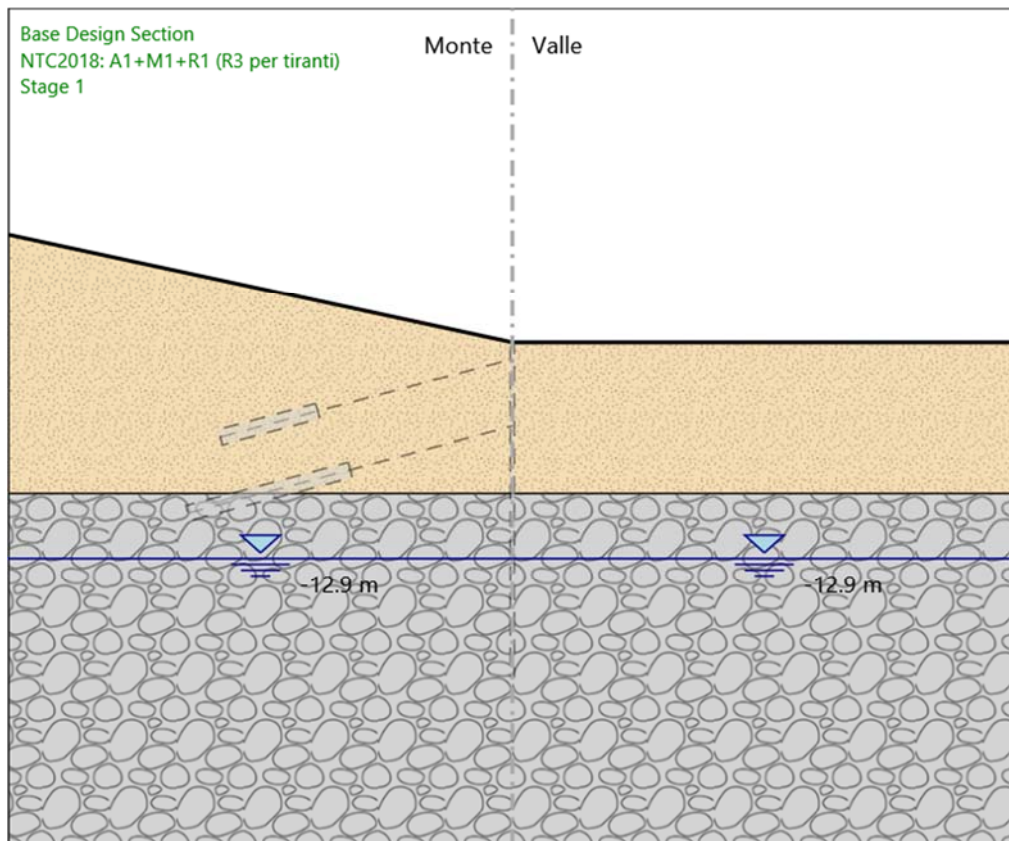 Base Design Section
NTC2018: A1+M1+R1 (R3 per tiranti)
Stage 1
Monte
Valle
-12.9 m
-12.9 m